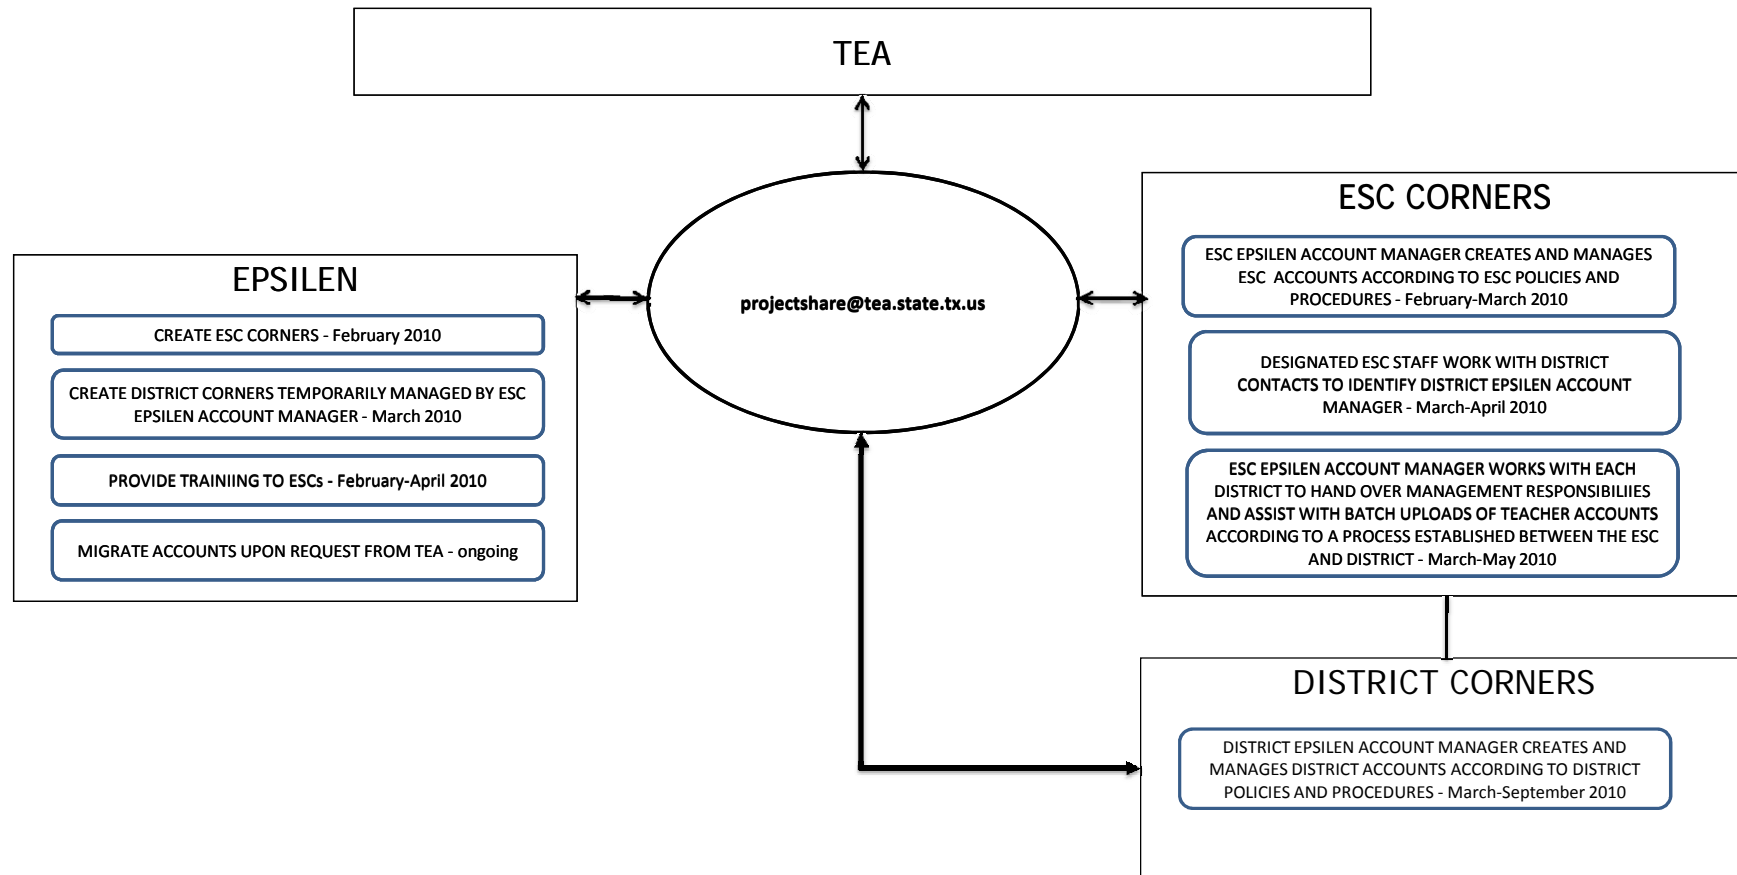 TEA
EPSILEN
CREATE ESC CORNERS - February 2010
CREATE DISTRICT CORNERS TEMPORARILY MANAGED BY ESC
EPSILEN ACCOUNT MANAGER - March 2010
PROVIDE TRAINIING TO ESCs - February-April 2010
MIGRATE ACCOUNTS UPON REQUEST FROM TEA - ongoing
projectshare@tea.state.tx.us
ESC CORNERS
ESC EPSILEN ACCOUNT MANAGER CREATES AND MANAGES
ESC ACCOUNTS ACCORDING TO ESC POLICIES AND
PROCEDURES - February-March 2010
DESIGNATED ESC STAFF WORK WITH DISTRICT
CONTACTS TO IDENTIFY DISTRICT EPSILEN ACCOUNT
MANAGER - March-April 2010
ESC EPSILEN ACCOUNT MANAGER WORKS WITH EACH
DISTRICT TO HAND OVER MANAGEMENT RESPONSIBILIIES
AND ASSIST WITH BATCH UPLOADS OF TEACHER ACCOUNTS
ACCORDING TO A PROCESS ESTABLISHED BETWEEN THE ESC
AND DISTRICT - March-May 2010
DISTRICT CORNERS
DISTRICT EPSILEN ACCOUNT MANAGER CREATES AND
MANAGES DISTRICT ACCOUNTS ACCORDING TO DISTRICT
POLICIES AND PROCEDURES - March-September 2010